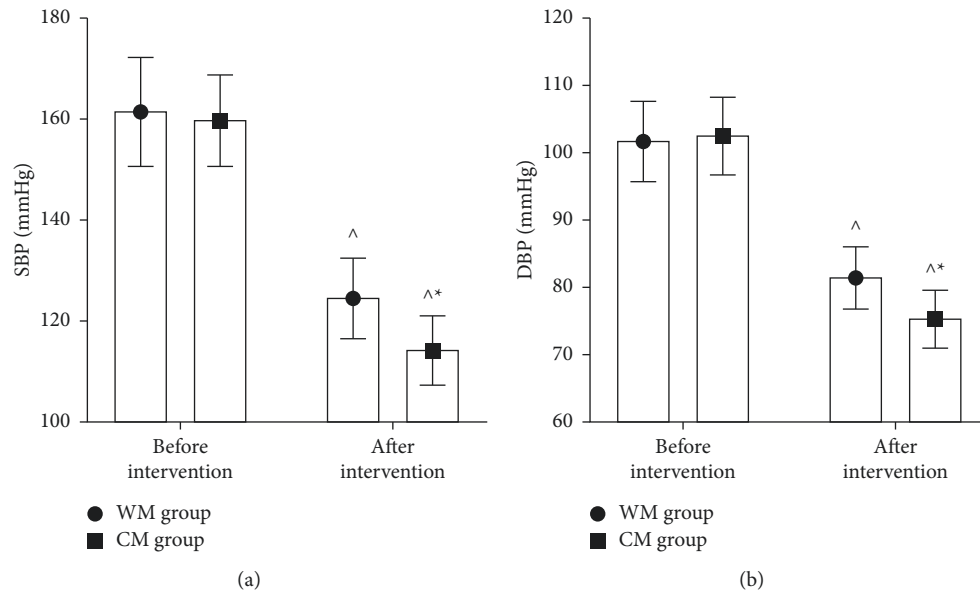 180
160
140
120
100
SBP (mmHg)
^
^*
Before
intervention
After
intervention
WM group
CM group
(a)
120
110
100
90
80
70
60
DBP (mmHg)
^
^*
Before
intervention
After
intervention
WM group
CM group
(b)